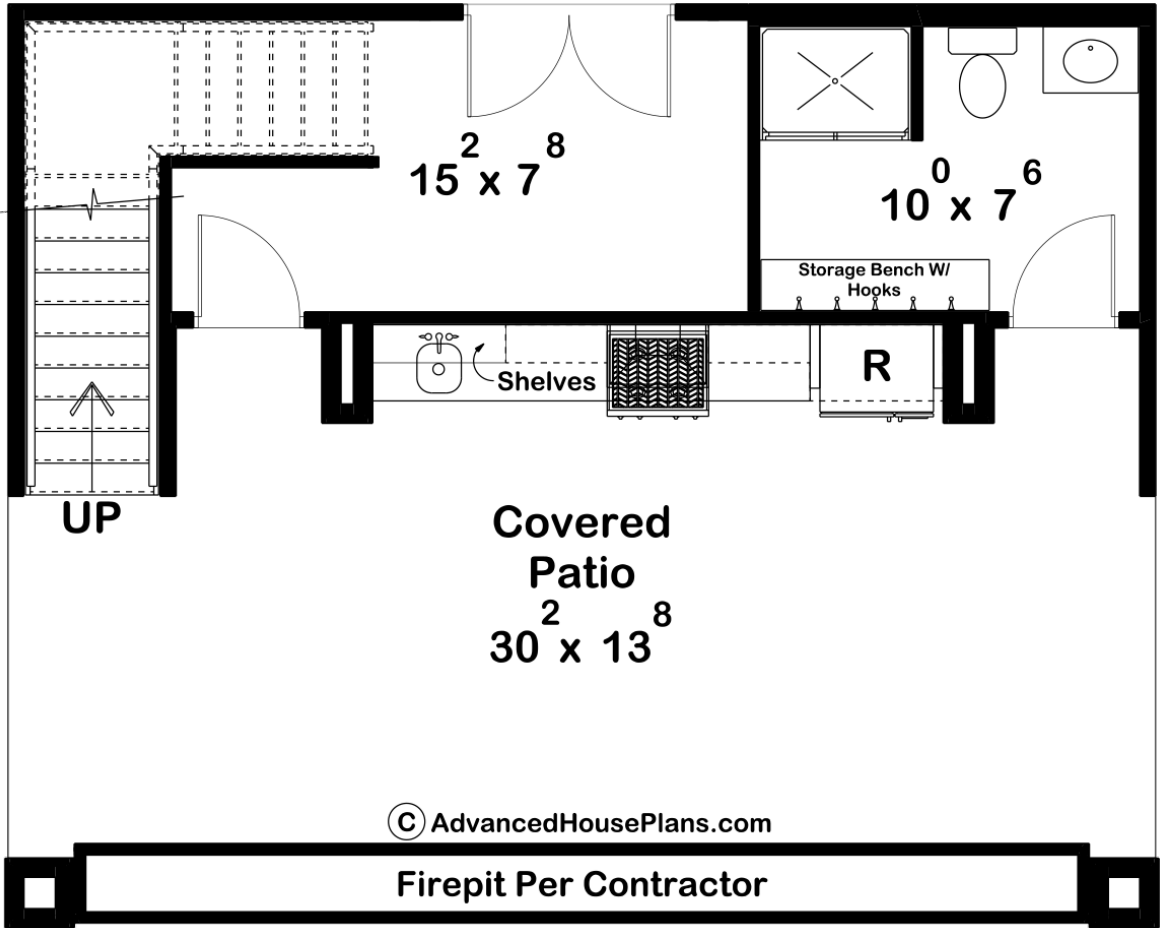 15² x 7⁸
10⁰ x 7⁶
Storage Bench W/
Hooks
Shelves
R
UP
Covered
Patio
30² x 13⁸
© AdvancedHousePlans.com
Firepit Per Contractor